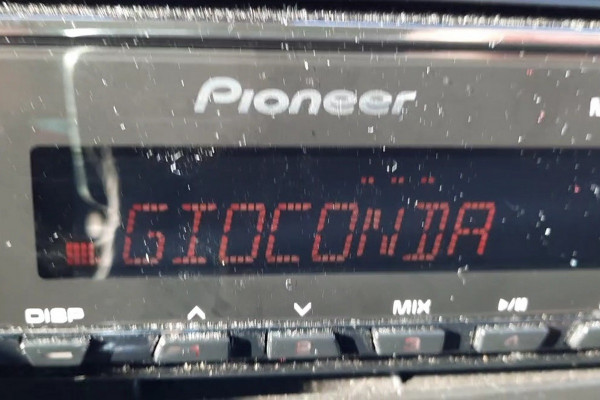 Pioneer
GIOCONDA
DISP
MIX